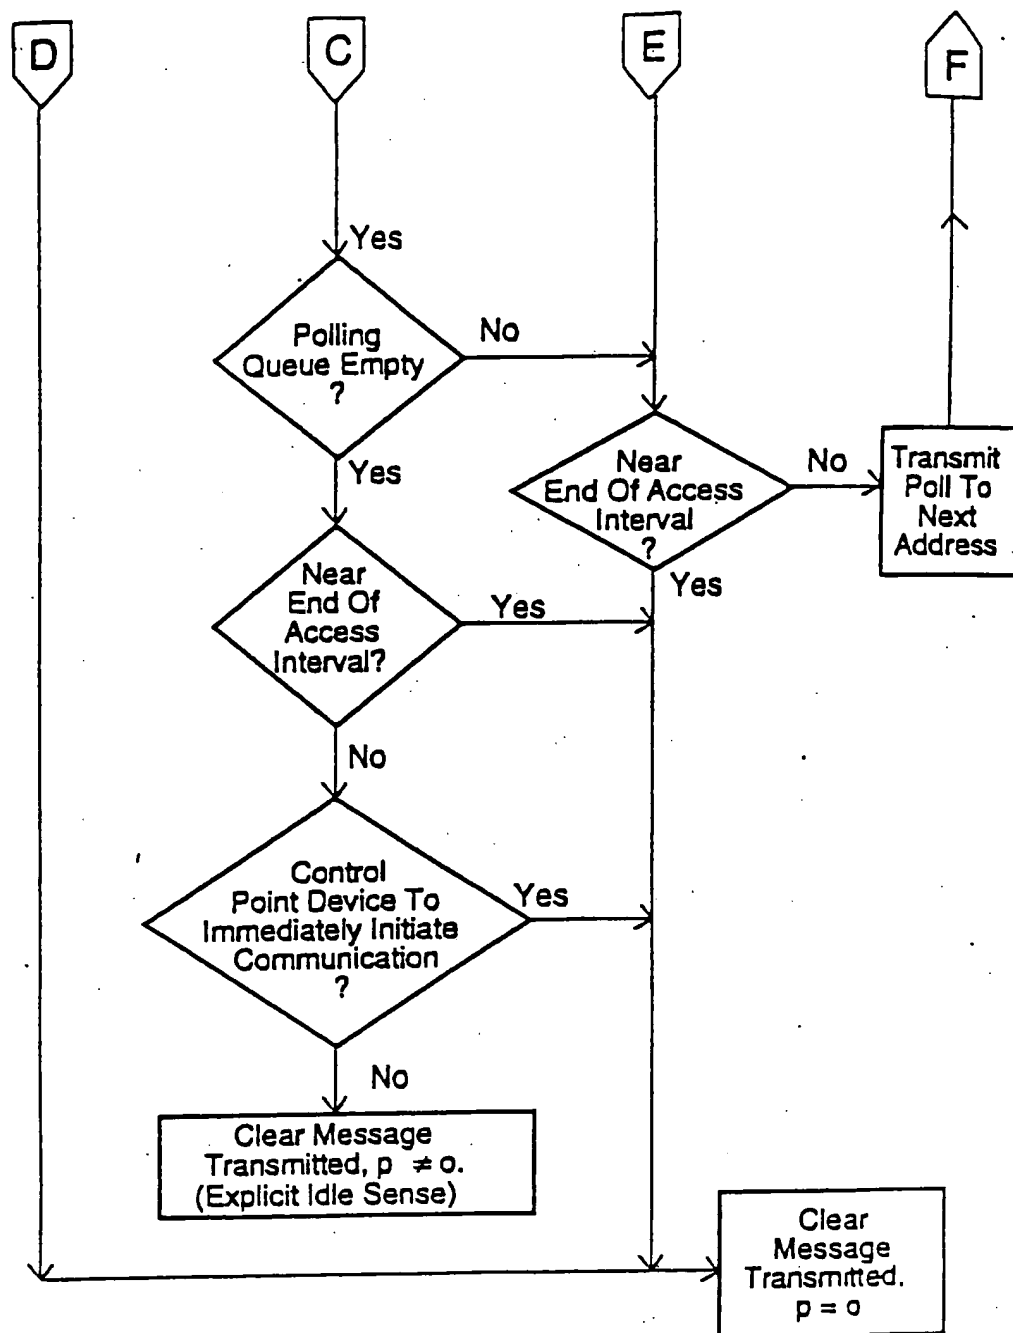 D
C
E
F
Yes
Polling
Queue Empty
?
No
Yes
Near
End Of Access
Interval
?
No
Yes
Transmit
Poll To
Next
Address
Near
End Of
Access
Interval?
Yes
No
Control
Point Device To
Immediately Initiate
Communication
?
Yes
No
Clear Message
Transmitted, p ≠ o.
(Explicit Idle Sense)
Clear
Message
Transmitted.
p = o